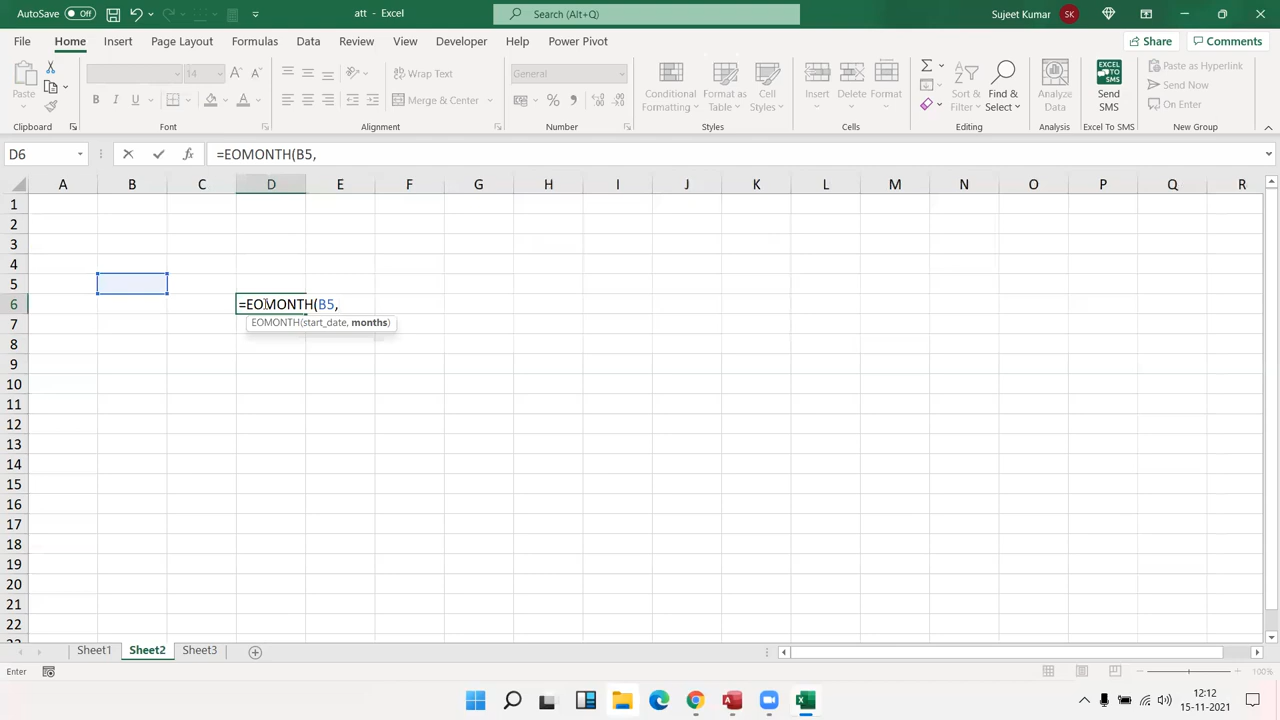 AutoSave Off att - Excel Search (Alt+Q) Sujeet Kumar SK
File Home Insert Page Layout Formulas Data Review View Developer Help Power Pivot Share Comments
Paste Clipboard
14 A A B I U A Font
Wrap Text Merge & Center Alignment
General % Number
Conditional Formatting Format as Table Cell Styles Styles
Insert Delete Format Cells
Sort & Filter Find & Select Editing
Analyze Data Analysis
Send SMS Excel To SMS
Paste as Hyperlink
Send Now
On Enter
New Group
D6 fx =EOMONTH(B5,
A B C D E F G H I J K L M N O P Q R
1
2
3
4
5
6 =EOMONTH(B5,
7 EOMONTH(start_date, months)
8
9
10
11
12
13
14
15
16
17
18
19
20
21
22
23
Sheet1 Sheet2 Sheet3
Enter 100%
12:12
15-11-2021